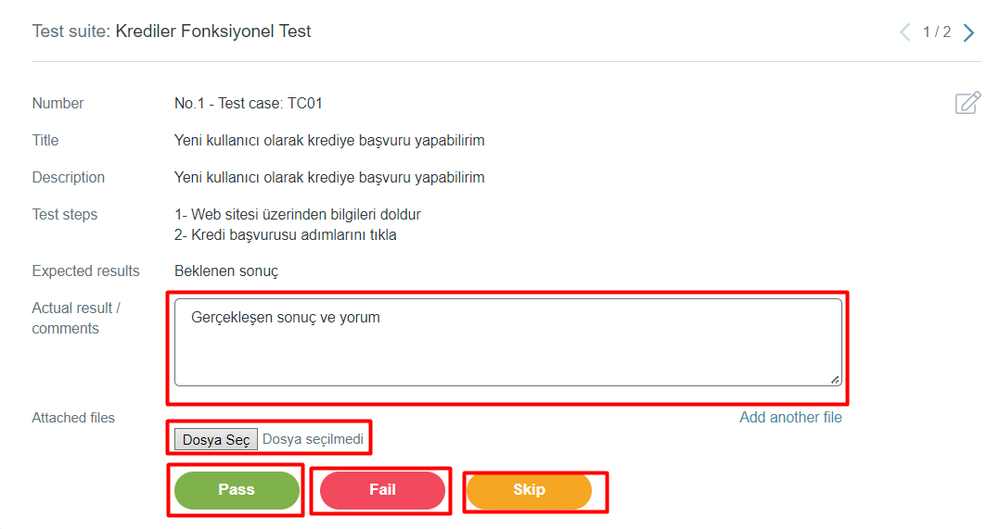 Test suite: Krediler Fonksiyonel Test
1 / 2
Number No.1 - Test case: TC01
Title Yeni kullanıcı olarak krediye başvuru yapabilirim
Description Yeni kullanıcı olarak krediye başvuru yapabilirim
Test steps 1- Web sitesi üzerinden bilgileri doldur
2- Kredi başvurusu adımlarını tıkla
Expected results Beklenen sonuç
Actual result /
comments
Gerçekleşen sonuç ve yorum
Attached files Add another file
Dosya Seç Dosya seçilmedi
Pass Fail Skip